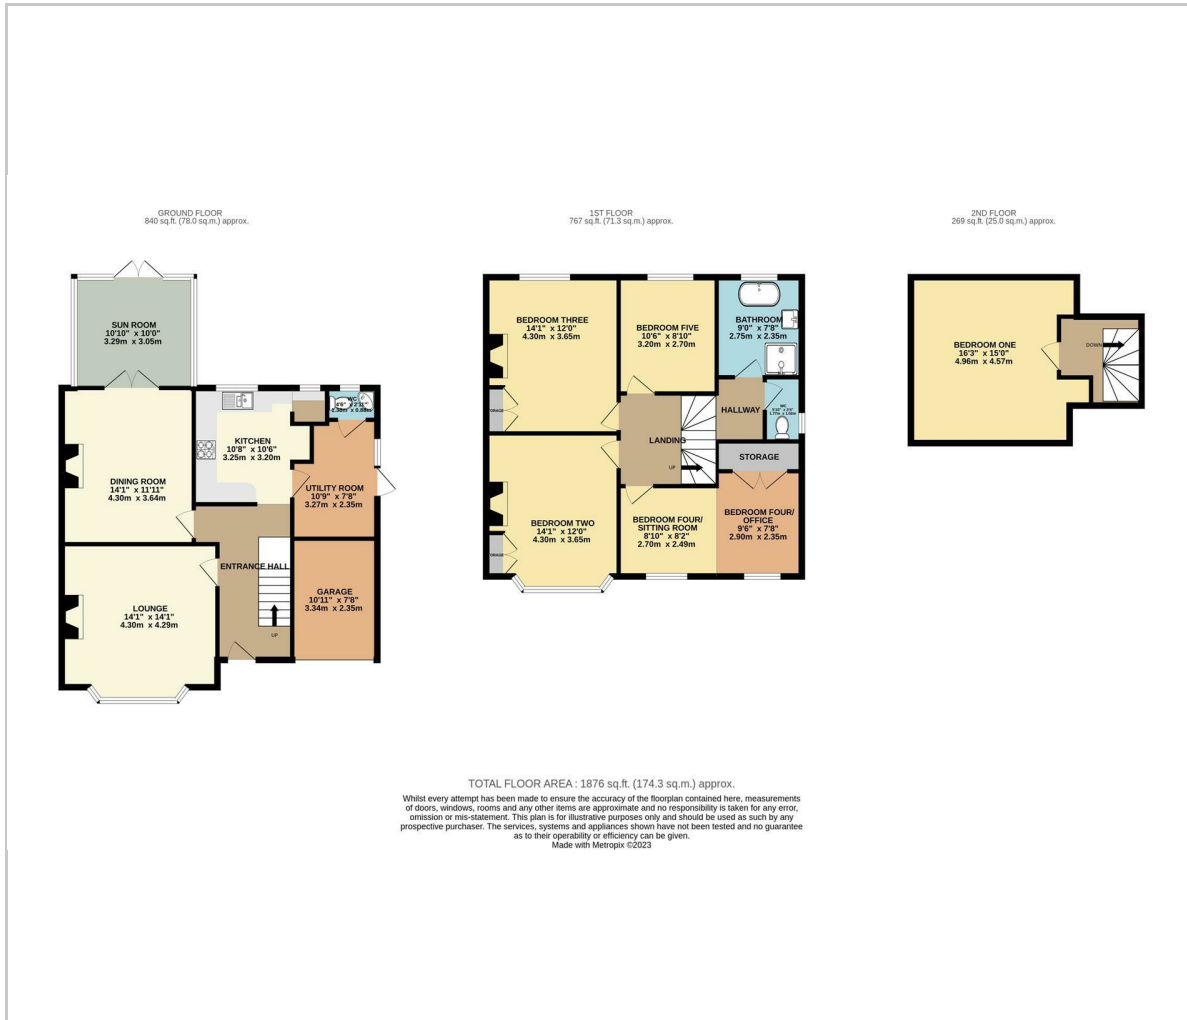 GROUND FLOOR
840 sq.ft. (78.0 sq.m.) approx.
SUN ROOM
10'10" x 10'0"
3.29m x 3.05m
WC
4'6" x 2'11"
1.38m x 0.88m
KITCHEN
10'8" x 10'6"
3.25m x 3.20m
DINING ROOM
14'1" x 11'11"
4.30m x 3.64m
UTILITY ROOM
10'9" x 7'8"
3.27m x 2.35m
ENTRANCE HALL
LOUNGE
14'1" x 14'1"
4.30m x 4.29m
GARAGE
10'11" x 7'8"
3.34m x 2.35m
UP
1ST FLOOR
767 sq.ft. (71.3 sq.m.) approx.
BEDROOM THREE
14'1" x 12'0"
4.30m x 3.65m
BEDROOM FIVE
10'6" x 8'10"
3.20m x 2.70m
BATHROOM
9'0" x 7'8"
2.75m x 2.35m
HALLWAY
WC
LANDING
UP
STORAGE
BEDROOM TWO
14'1" x 12'0"
4.30m x 3.65m
BEDROOM FOUR/
SITTING ROOM
8'10" x 8'2"
2.70m x 2.49m
BEDROOM FOUR/
OFFICE
9'6" x 7'8"
2.90m x 2.35m
2ND FLOOR
269 sq.ft. (25.0 sq.m.) approx.
BEDROOM ONE
16'3" x 15'0"
4.96m x 4.57m
DOWN
TOTAL FLOOR AREA : 1876 sq.ft. (174.3 sq.m.) approx.
Whilst every attempt has been made to ensure the accuracy of the floorplan contained here, measurements
of doors, windows, rooms and any other items are approximate and no responsibility is taken for any error,
omission or mis-statement. This plan is for illustrative purposes only and should be used as such by any
prospective purchaser. The services, systems and appliances shown have not been tested and no guarantee
as to their operability or efficiency can be given.
Made with Metropix ©2023